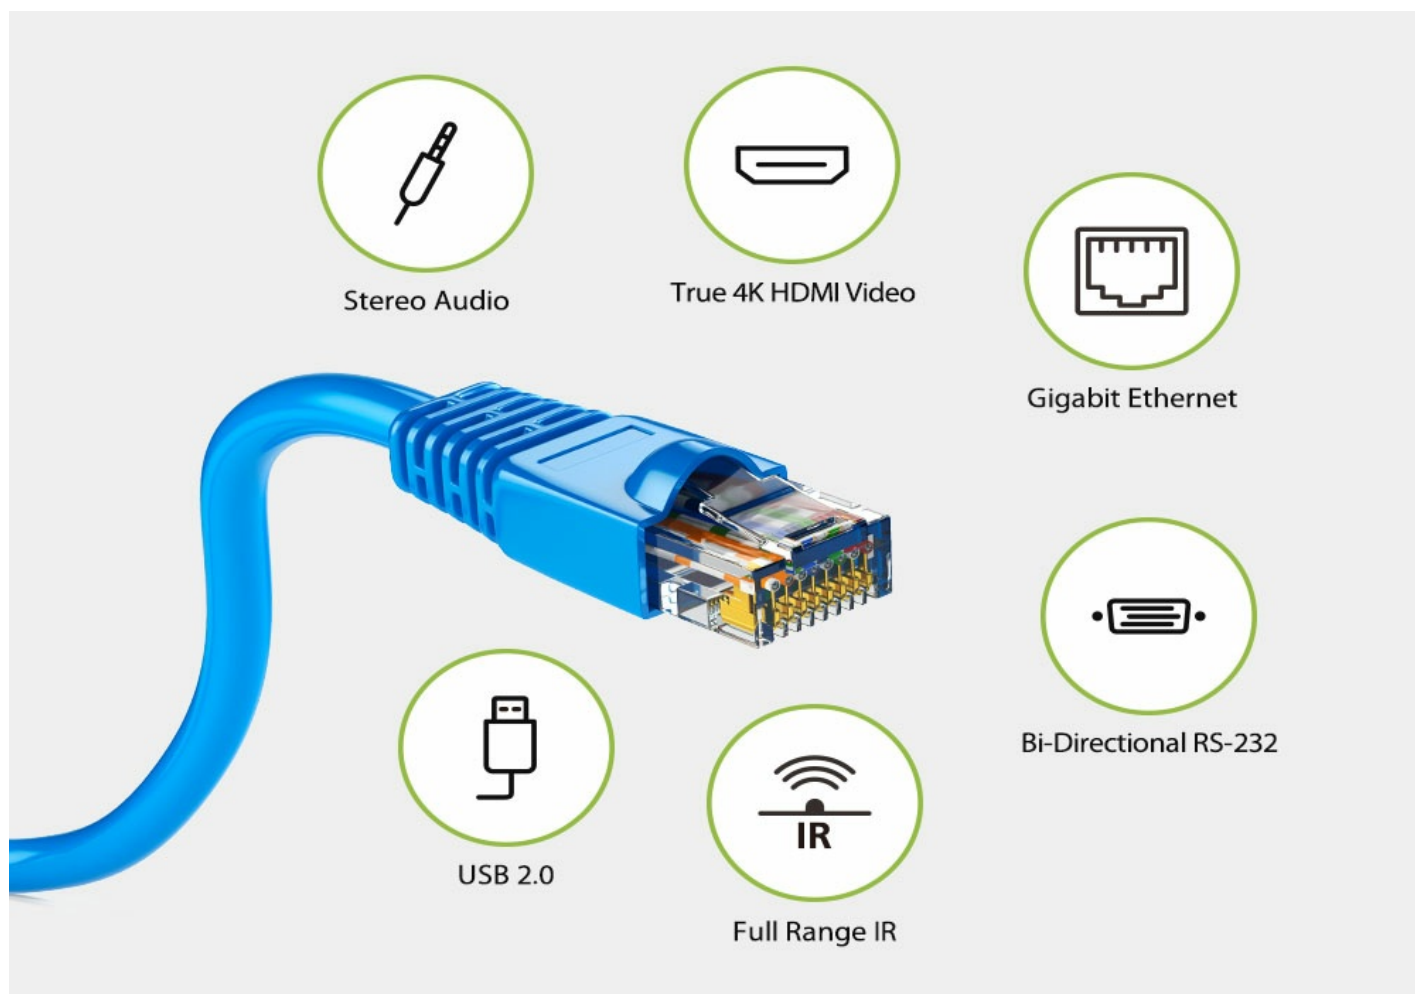 Stereo Audio
True 4K HDMI Video
Gigabit Ethernet
Bi-Directional RS-232
USB 2.0
IR
Full Range IR